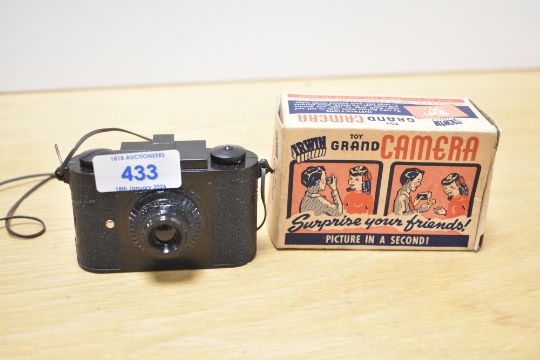 1818 AUCTIONEERS
433
18th January 2024
IRWIN
TOY
GRAND CAMERA
IRWIN
TOY
GRAND CAMERA
Surprise your friends!
PICTURE IN A SECOND!